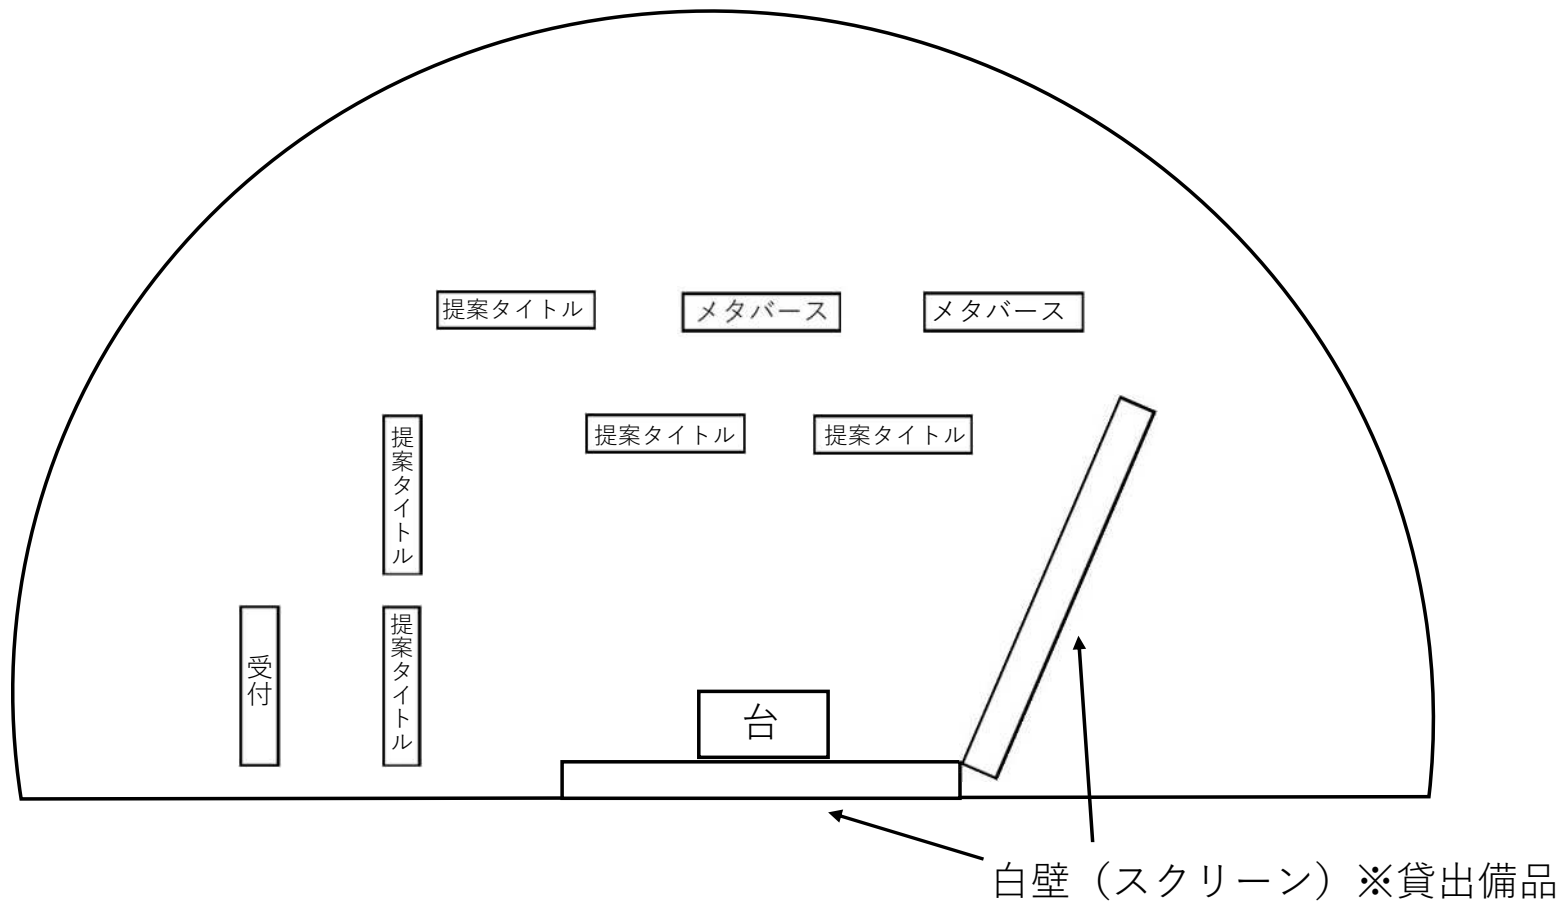 提案タイトル
メタバース
メタバース
提案タイトル
提案タイトル
提案タイトル
受付
提案タイトル
台
白壁（スクリーン）※貸出備品